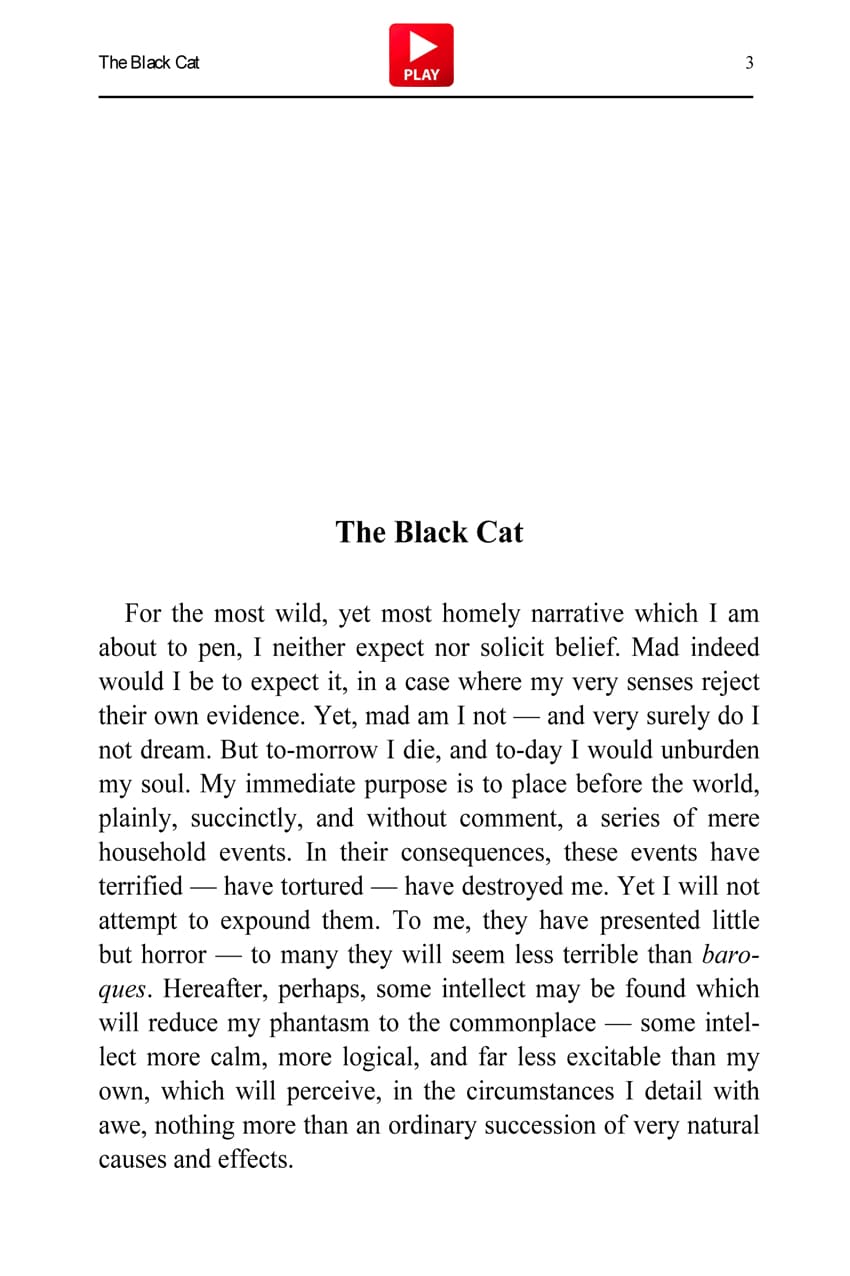 The Black Cat
PLAY
3
The Black Cat
For the most wild, yet most homely narrative which I am
about to pen, I neither expect nor solicit belief. Mad indeed
would I be to expect it, in a case where my very senses reject
their own evidence. Yet, mad am I not — and very surely do I
not dream. But to-morrow I die, and to-day I would unburden
my soul. My immediate purpose is to place before the world,
plainly, succinctly, and without comment, a series of mere
household events. In their consequences, these events have
terrified — have tortured — have destroyed me. Yet I will not
attempt to expound them. To me, they have presented little
but horror — to many they will seem less terrible than baro-
ques. Hereafter, perhaps, some intellect may be found which
will reduce my phantasm to the commonplace — some intel-
lect more calm, more logical, and far less excitable than my
own, which will perceive, in the circumstances I detail with
awe, nothing more than an ordinary succession of very natural
causes and effects.